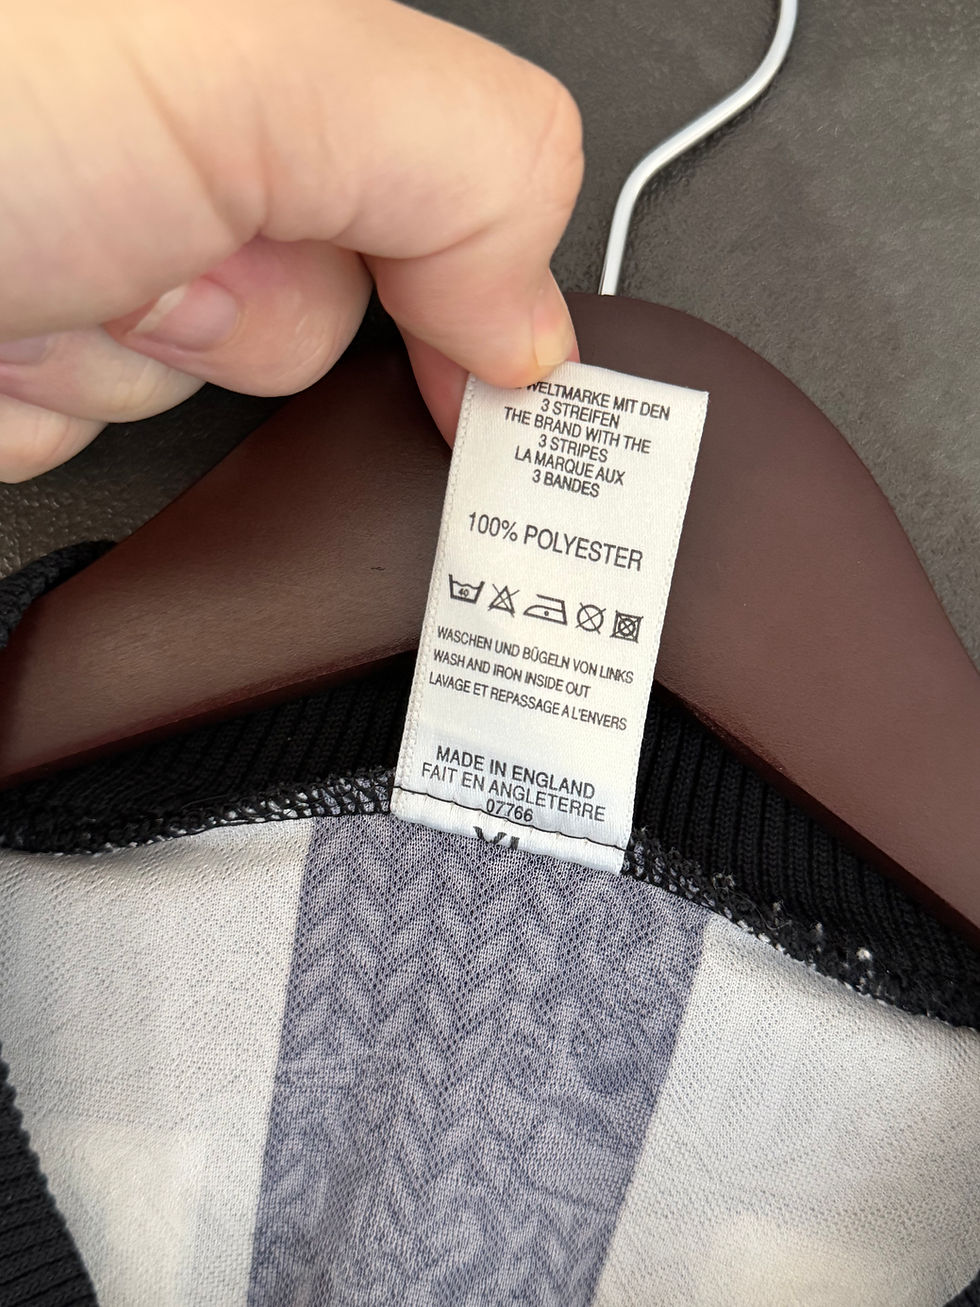 WELTMARKE MIT DEN
3 STREIFEN
THE BRAND WITH THE
3 STRIPES
LA MARQUE AUX
3 BANDES
100% POLYESTER
40
WASCHEN UND BÜGELN VON LINKS
WASH AND IRON INSIDE OUT
LAVAGE ET REPASSAGE A L'ENVERS
MADE IN ENGLAND
FAIT EN ANGLETERRE
07766